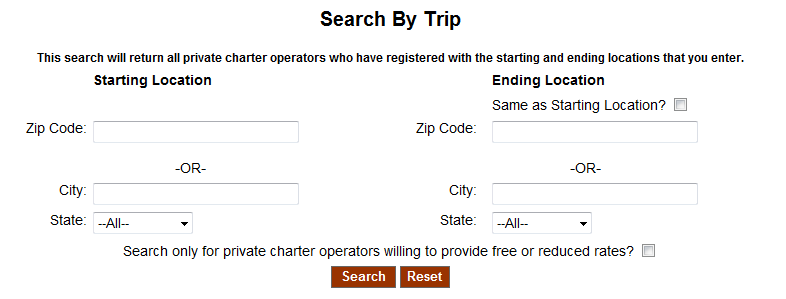 Search By Trip
This search will return all private charter operators who have registered with the starting and ending locations that you enter.
Starting Location
Ending Location
Same as Starting Location?
Zip Code:
Zip Code:
-OR-
-OR-
City:
City:
State: --All--
State: --All--
Search only for private charter operators willing to provide free or reduced rates?
Search Reset